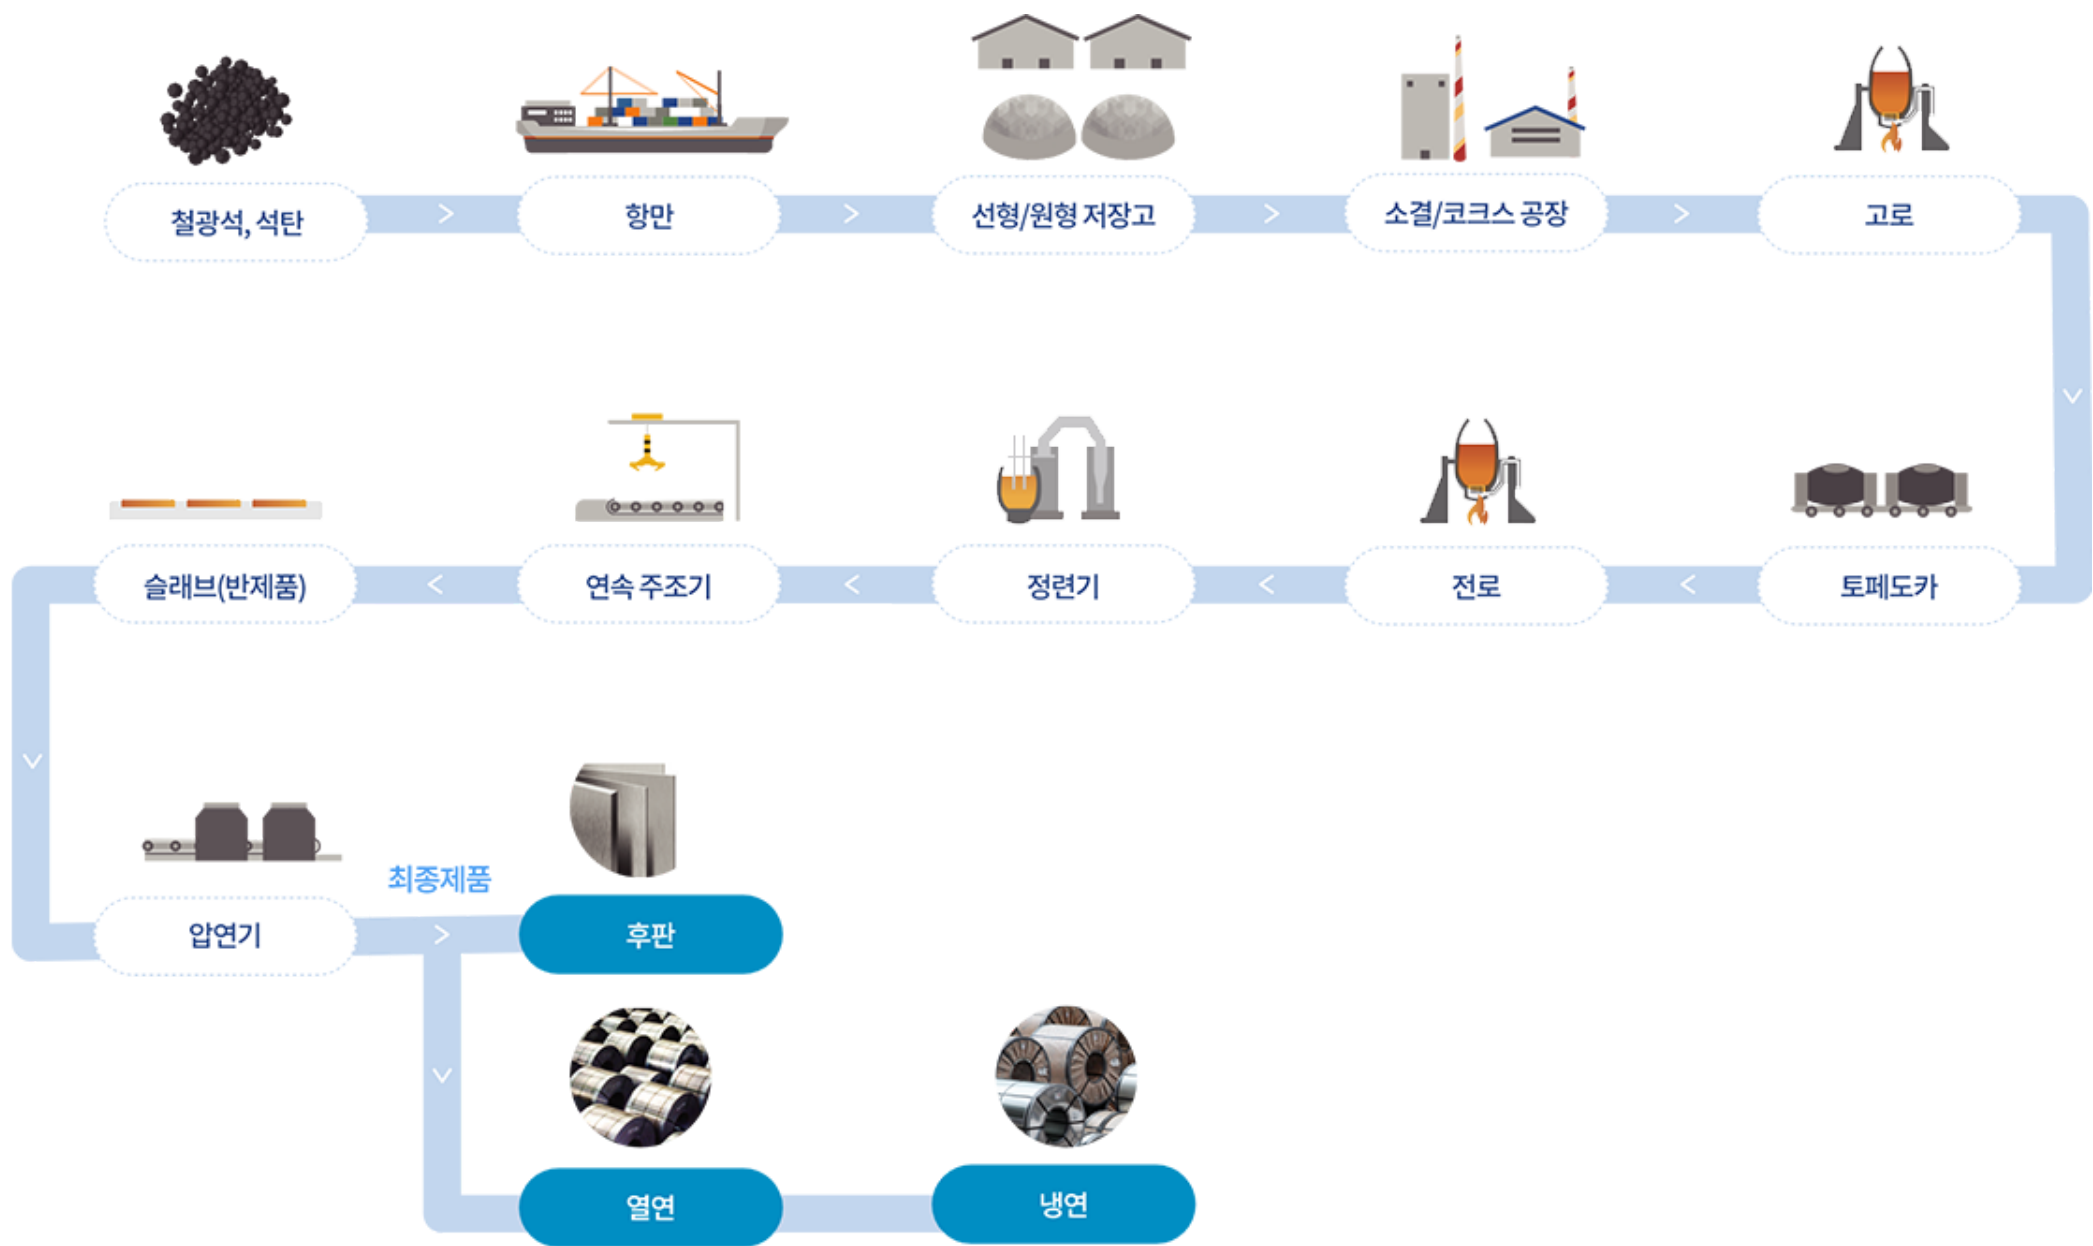 철광석, 석탄
항만
선형/원형 저장고
소결/코크스 공장
고로
토페도카
전로
정련기
연속 주조기
슬래브(반제품)
압연기
최종제품
후판
열연
냉연